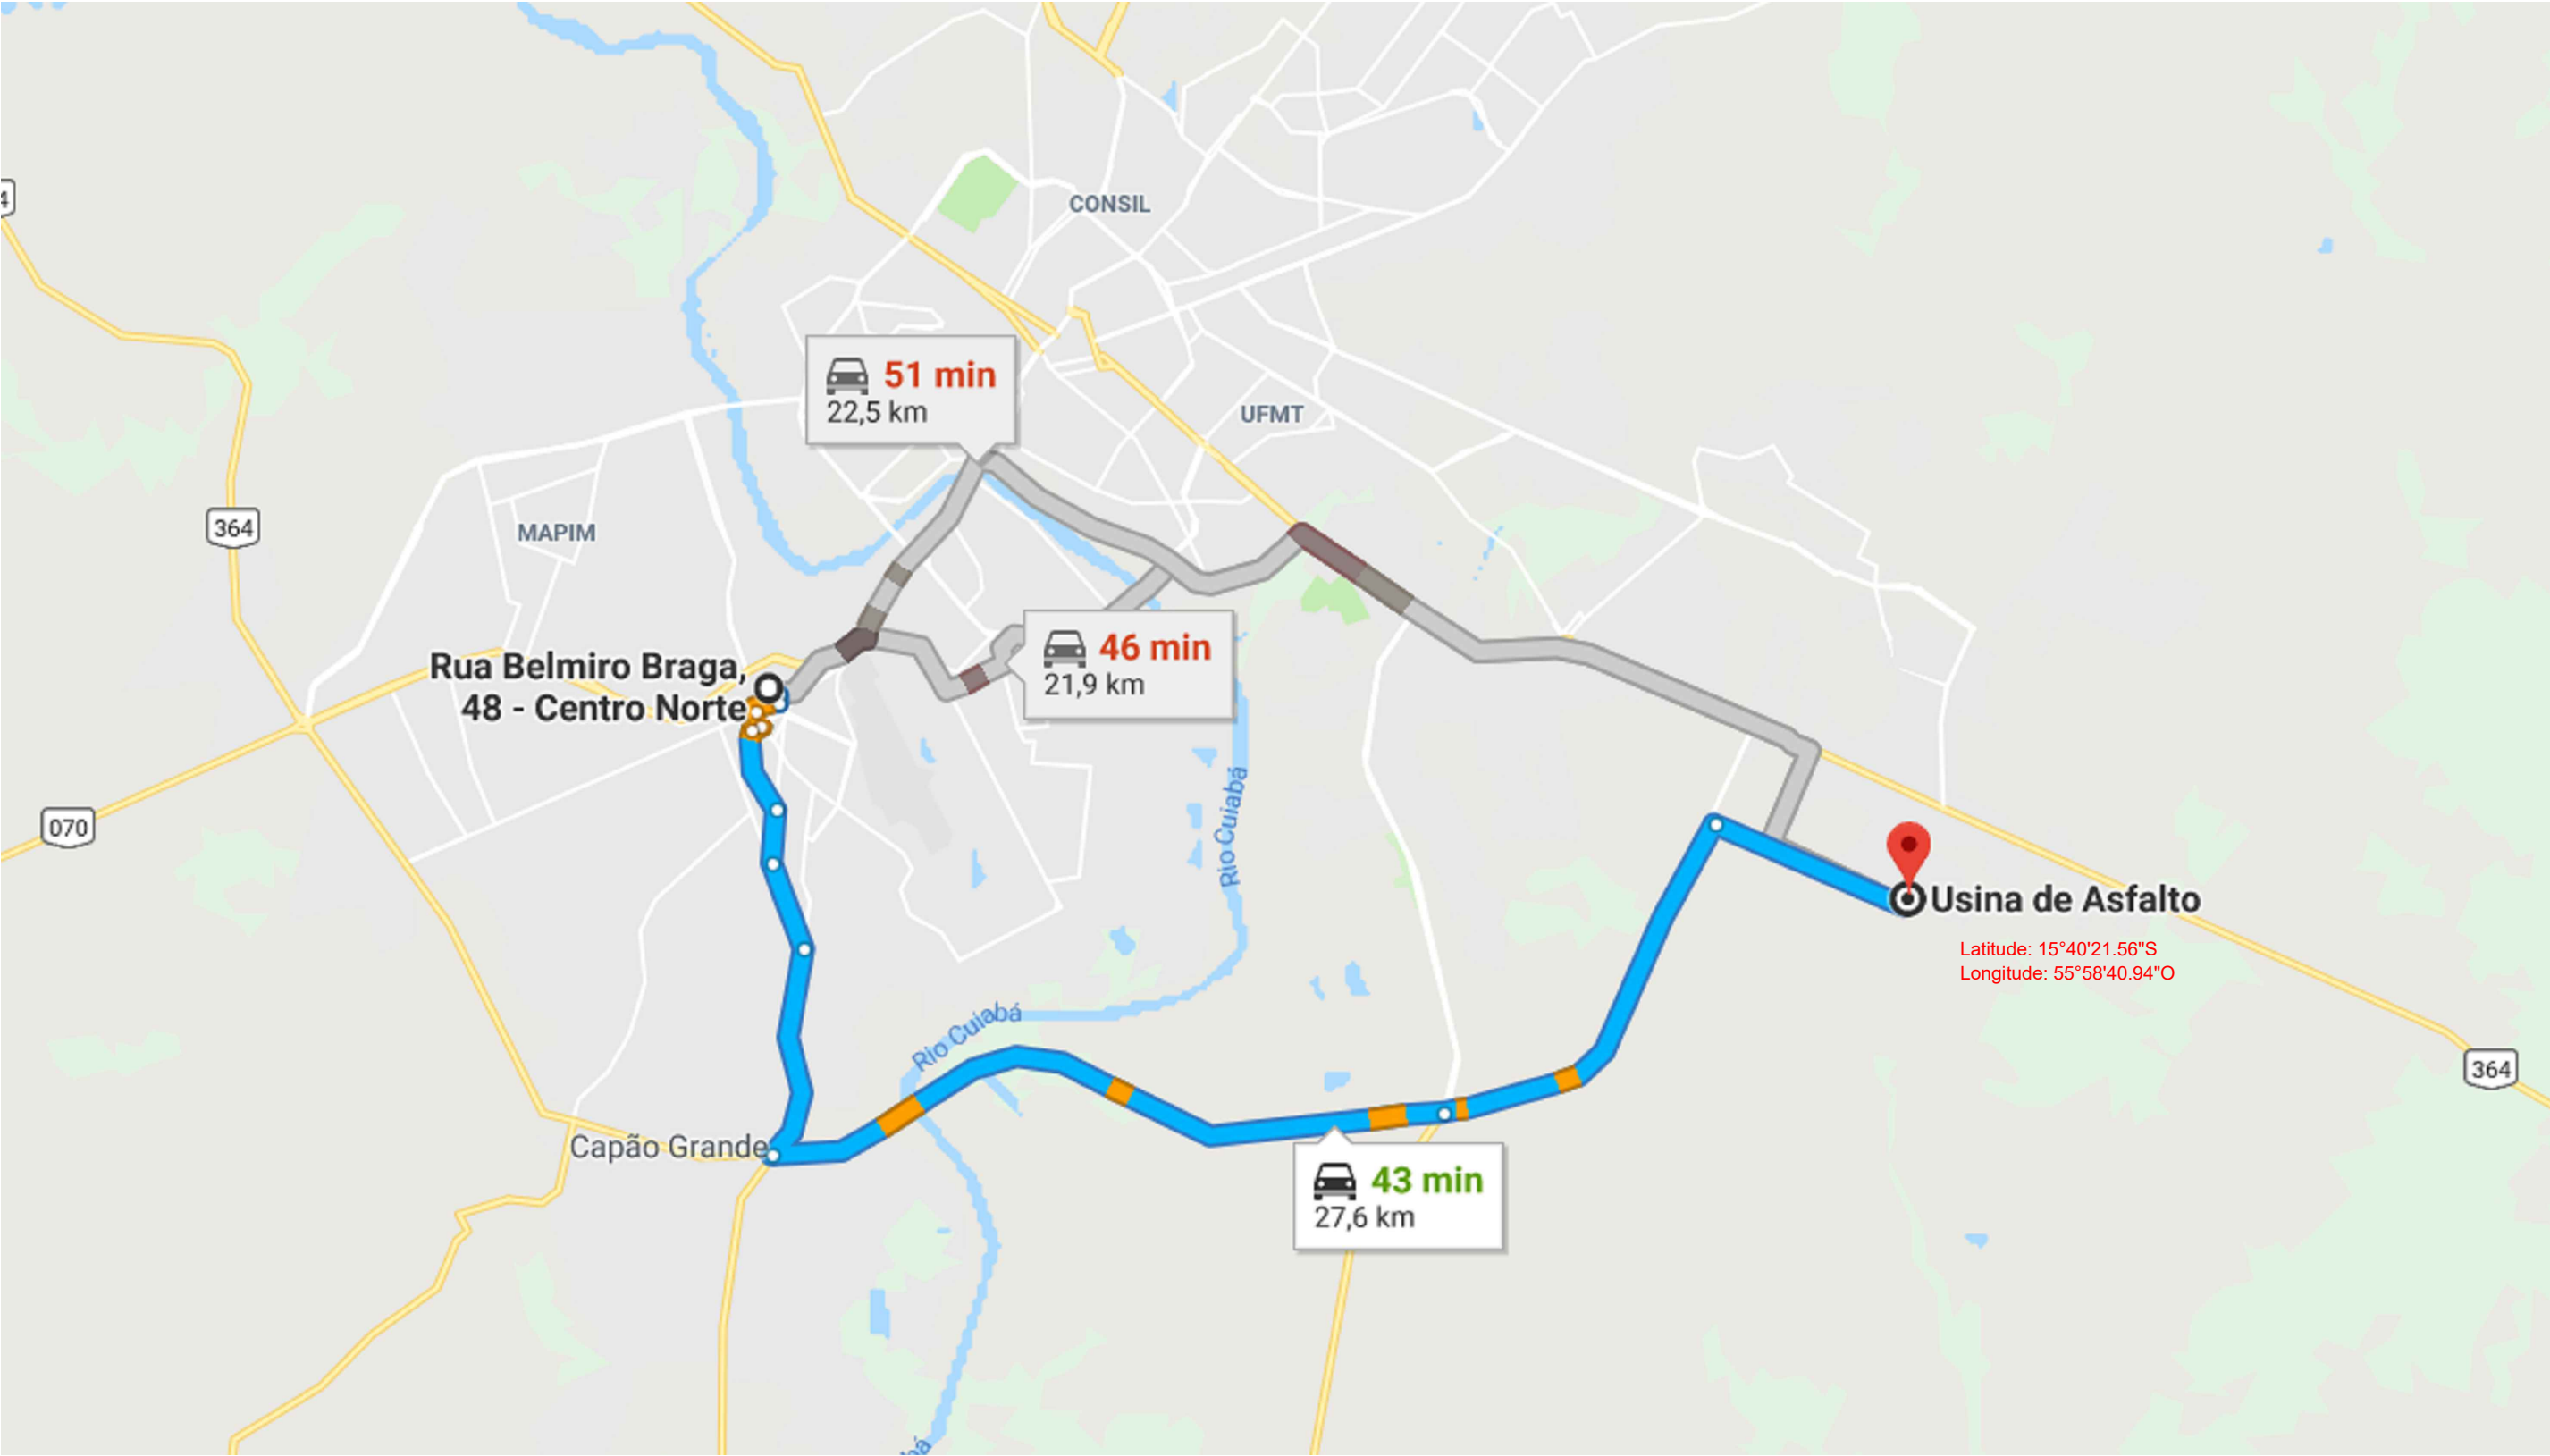 4
CONSIL
51 min
22,5 km
UFMT
364
MAPIM
46 min
21,9 km
Rua Belmiro Braga,
48 - Centro Norte
070
Rio Cuiabá
Usina de Asfalto
Latitude: 15°40'21.56"S
Longitude: 55°58'40.94"O
Rio Cuiabá
364
Capão Grande
43 min
27,6 km